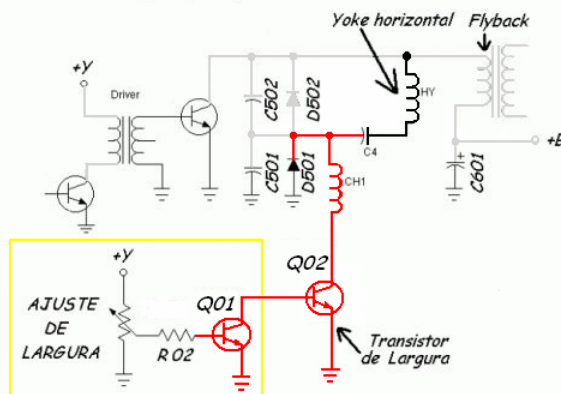 Yoke horizontal
Flyback
+Y
Driver
C502
D502
HY
C501
D501
C4
CH1
C601
+
+B
+Y
Q01
Q02
AJUSTE
DE
LARGURA
R02
Transistor
de Largura